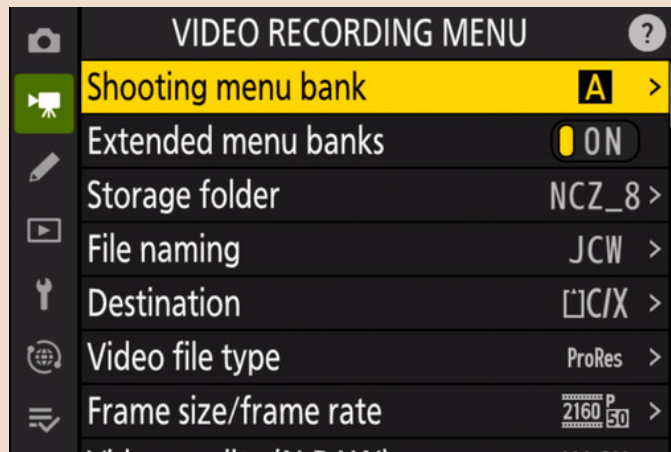 VIDEO RECORDING MENU ?
Shooting menu bank A >
Extended menu banks ON
Storage folder NCZ_8 >
File naming JCW >
Destination C/X >
Video file type ProRes >
Frame size/frame rate 2160 P 50 >